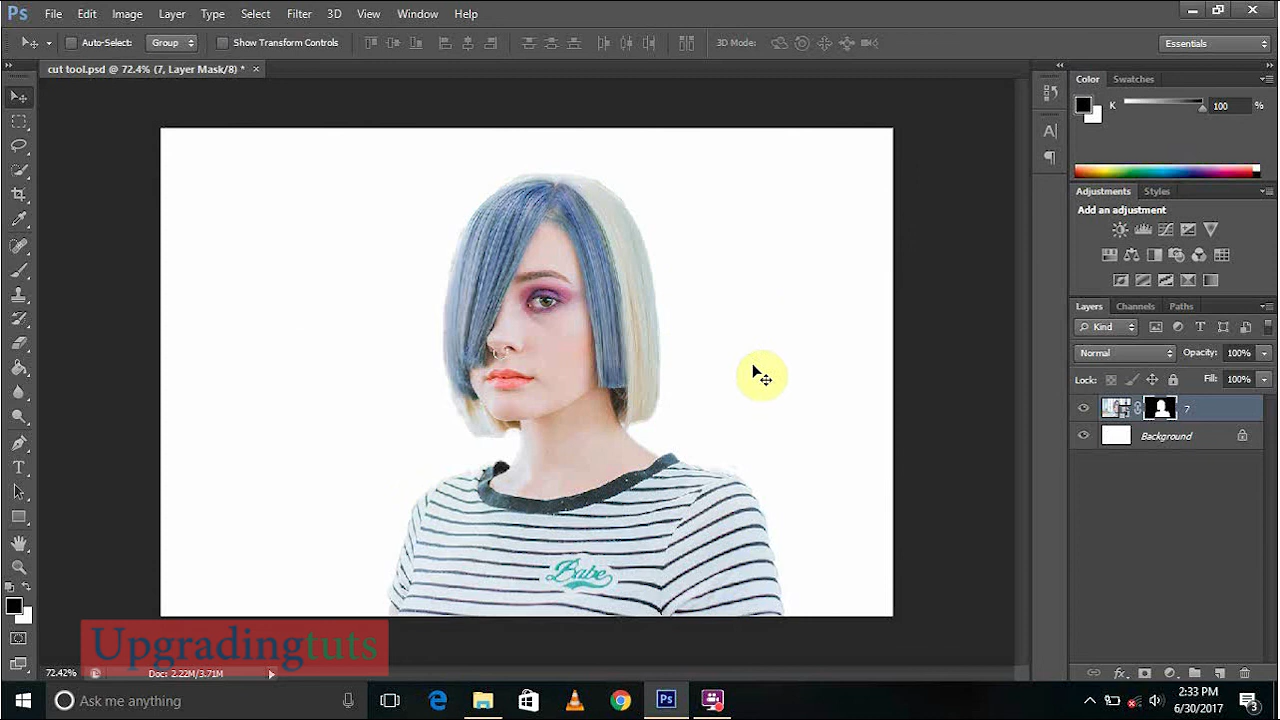 Ps File Edit Image Layer Type Select Filter 3D View Window Help
Auto-Select: Group Show Transform Controls 3D Mode: Essentials
cut tool.psd @ 72.4% (7, Layer Mask/8) * ×
Color Swatches
K 100 %
Adjustments Styles
Add an adjustment
Layers Channels Paths
Kind
Normal Opacity: 100%
Lock: Fill: 100%
7
Background
Babe
Upgradingtuts
72.42% Doc: 2.22M/3.71M
Ask me anything
Ps
2:33 PM
6/30/2017
3